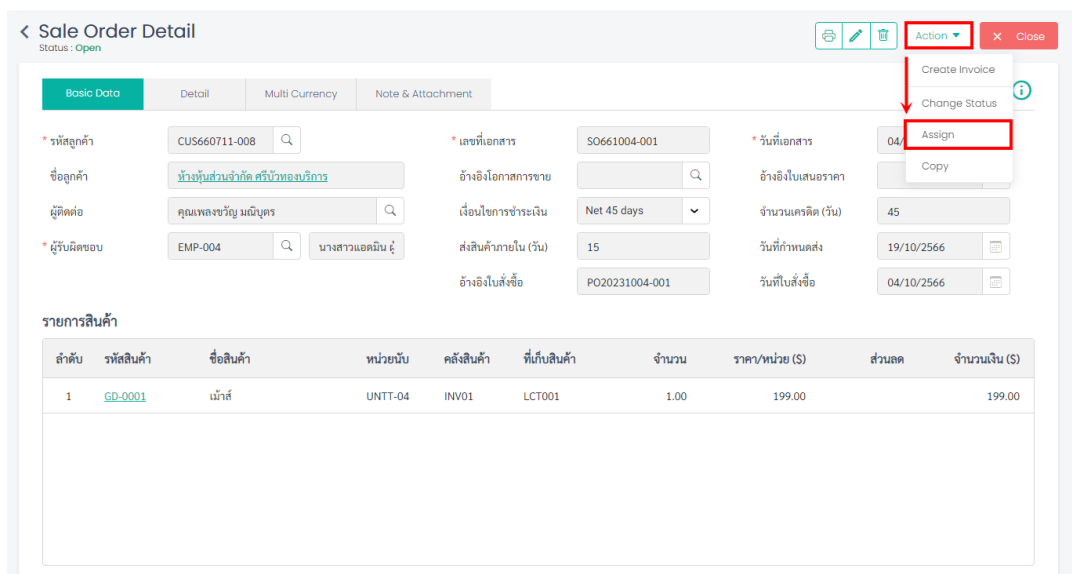 Sale Order Detail
Status : Open
Action
Close
Create Invoice
Change Status
Assign
Copy
Basic Data
Detail
Multi Currency
Note & Attachment
* รหัสลูกค้า CUS660711-008 * เลขที่เอกสาร SO661004-001 * วันที่เอกสาร 04/
ชื่อลูกค้า ห้างหุ้นส่วนจำกัด ศรีบัวทองบริการ อ้างอิงโอกาสการขาย อ้างอิงใบเสนอราคา
ผู้ติดต่อ คุณเพลงขวัญ มณิบุตร เงื่อนไขการชำระเงิน Net 45 days จำนวนเครดิต (วัน) 45
* ผู้รับผิดชอบ EMP-004 นางสาวแอดมิน ส่งสินค้าภายใน (วัน) 15 วันที่กำหนดส่ง 19/10/2566
อ้างอิงใบสั่งซื้อ PO20231004-001 วันที่ใบสั่งซื้อ 04/10/2566
รายการสินค้า
ลำดับ รหัสสินค้า ชื่อสินค้า หน่วยนับ คลังสินค้า ที่เก็บสินค้า จำนวน ราคา/หน่วย ($) ส่วนลด จำนวนเงิน ($)
1 GD-0001 เม้าส์ UNTT-04 INV01 LCT001 1.00 199.00 199.00